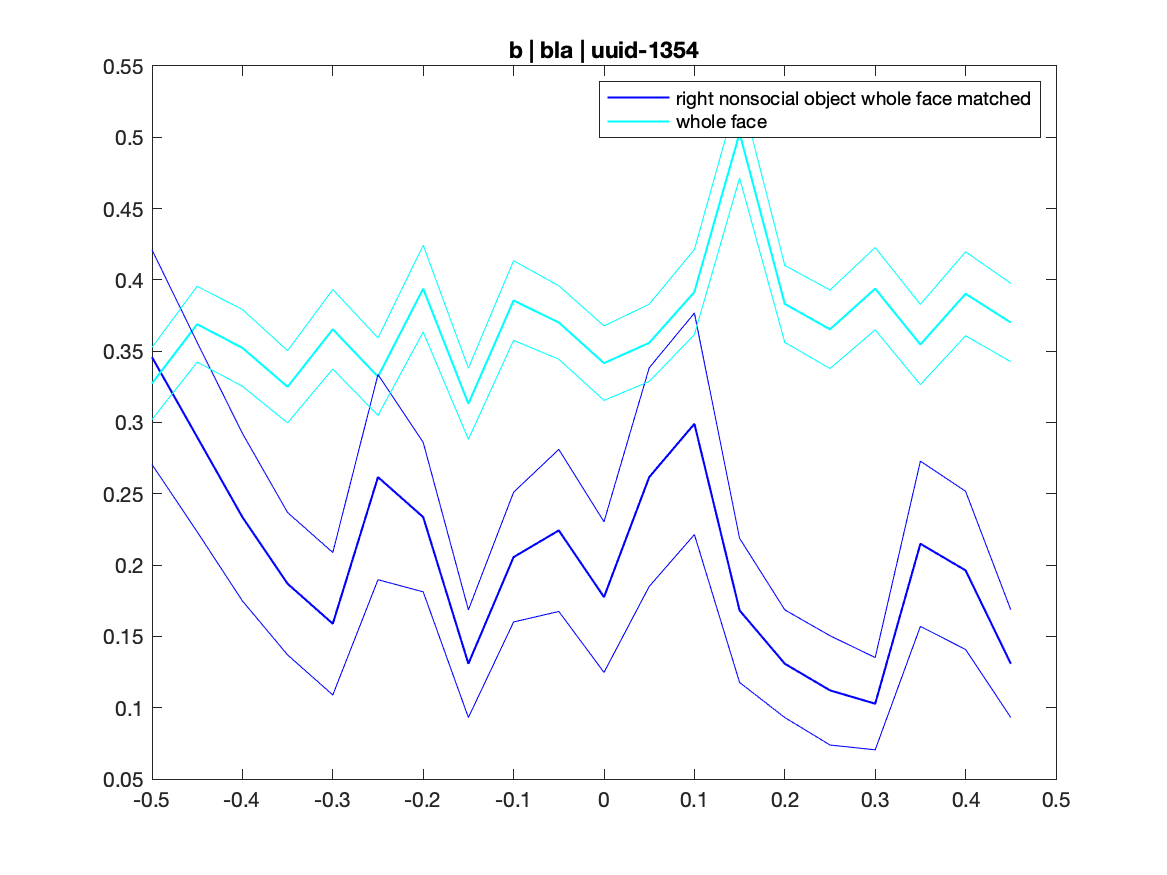 b | bla | uuid-1354
right nonsocial object whole face matched
whole face
0.55
0.5
0.45
0.4
0.35
0.3
0.25
0.2
0.15
0.1
0.05
-0.5 -0.4 -0.3 -0.2 -0.1 0 0.1 0.2 0.3 0.4 0.5